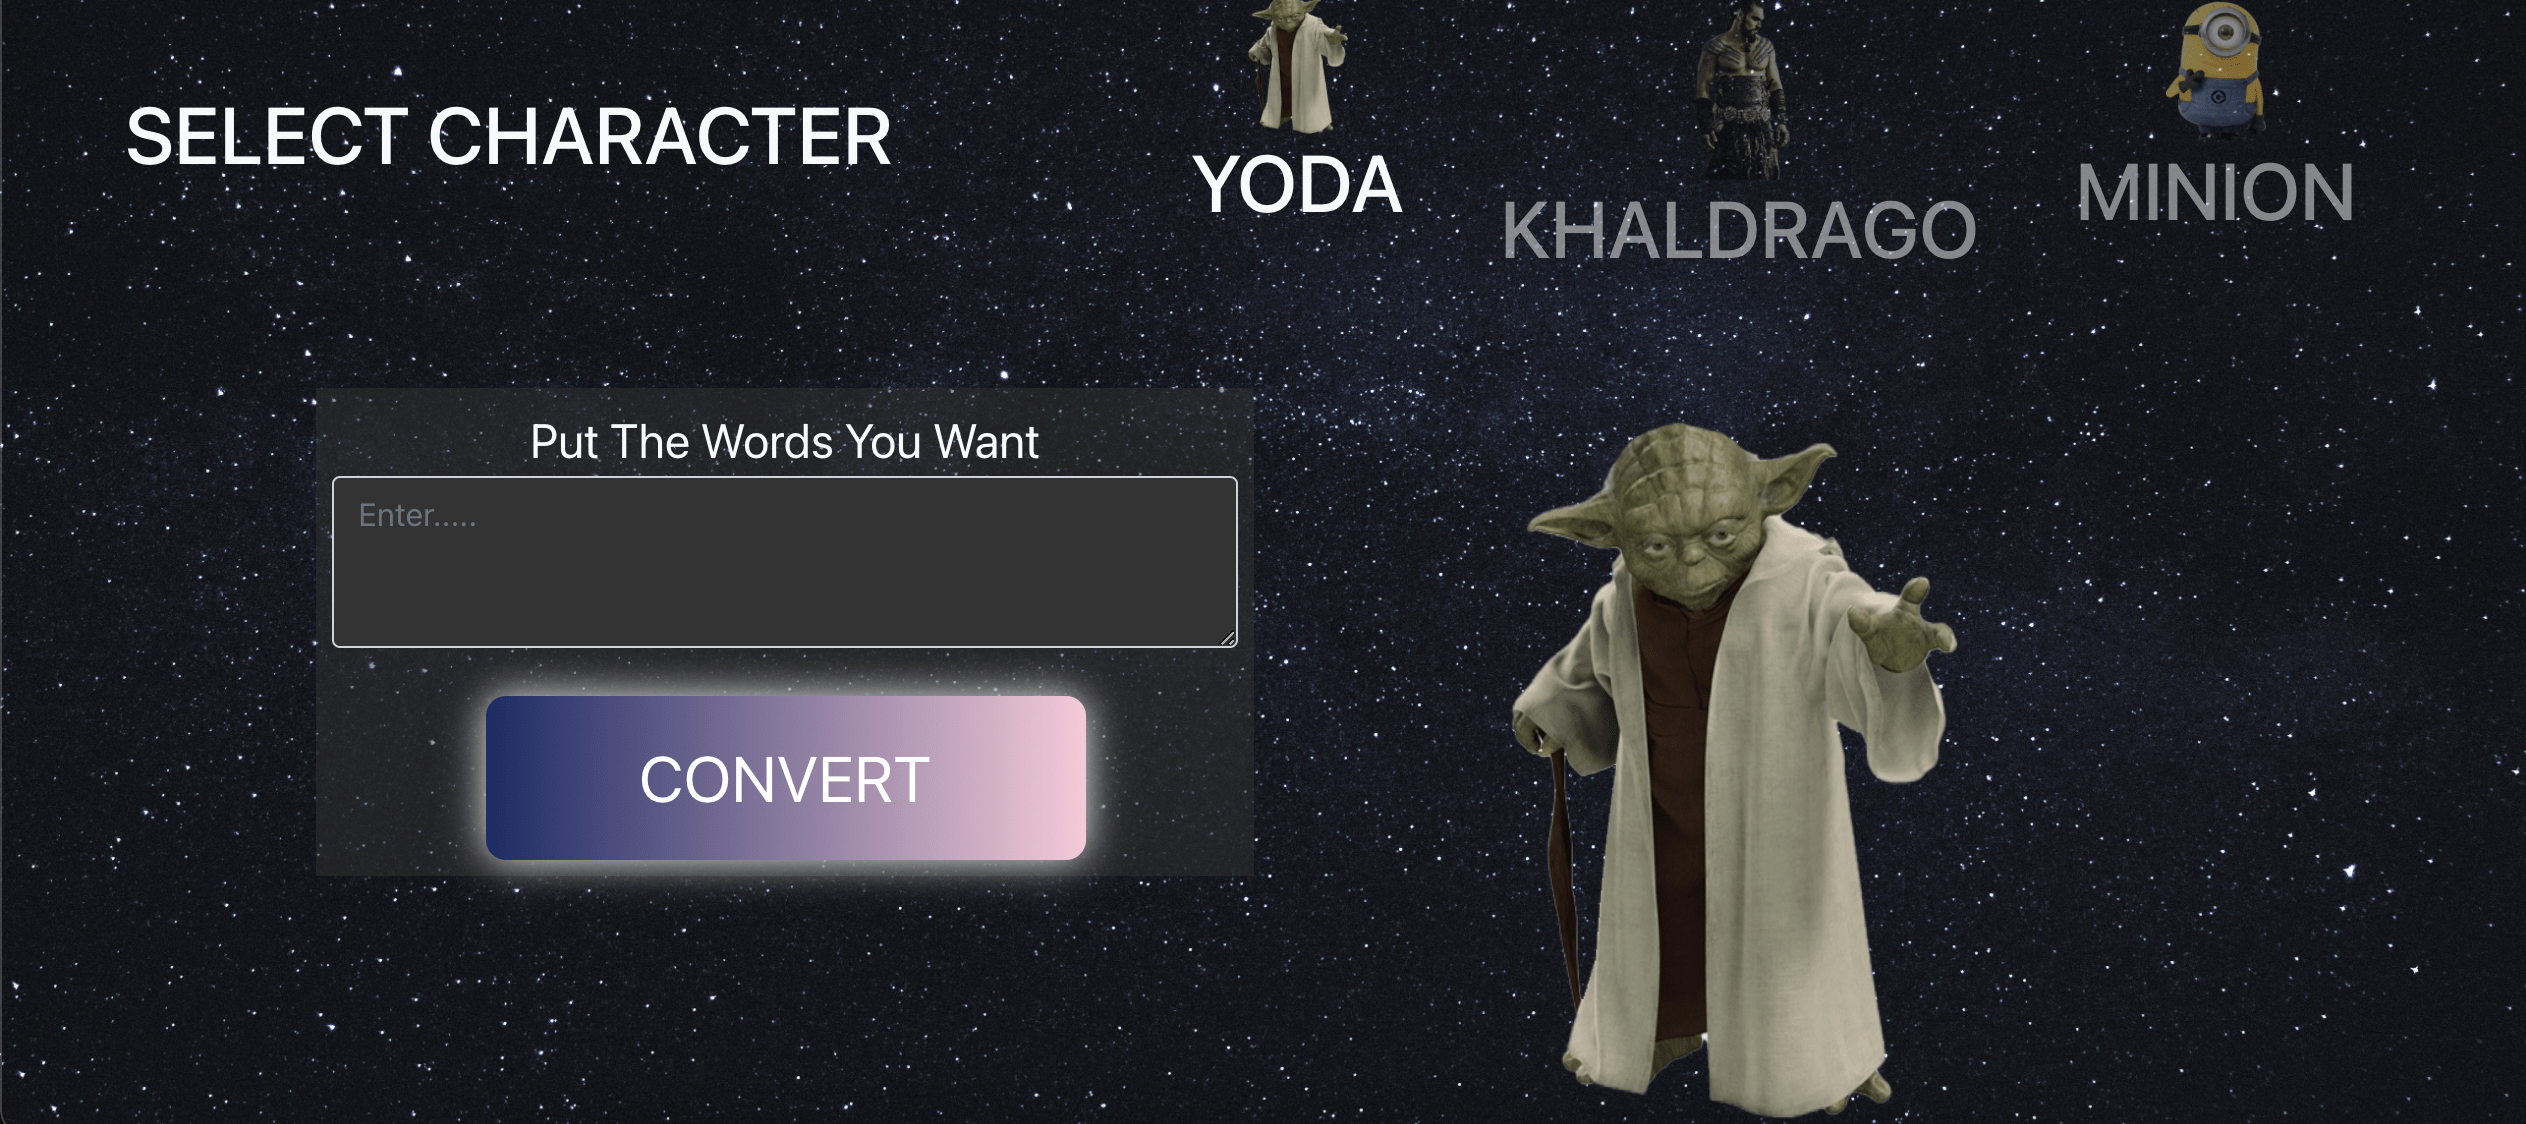 SELECT CHARACTER
YODA
KHALDRAGO
MINION
Put The Words You Want
Enter.....
CONVERT